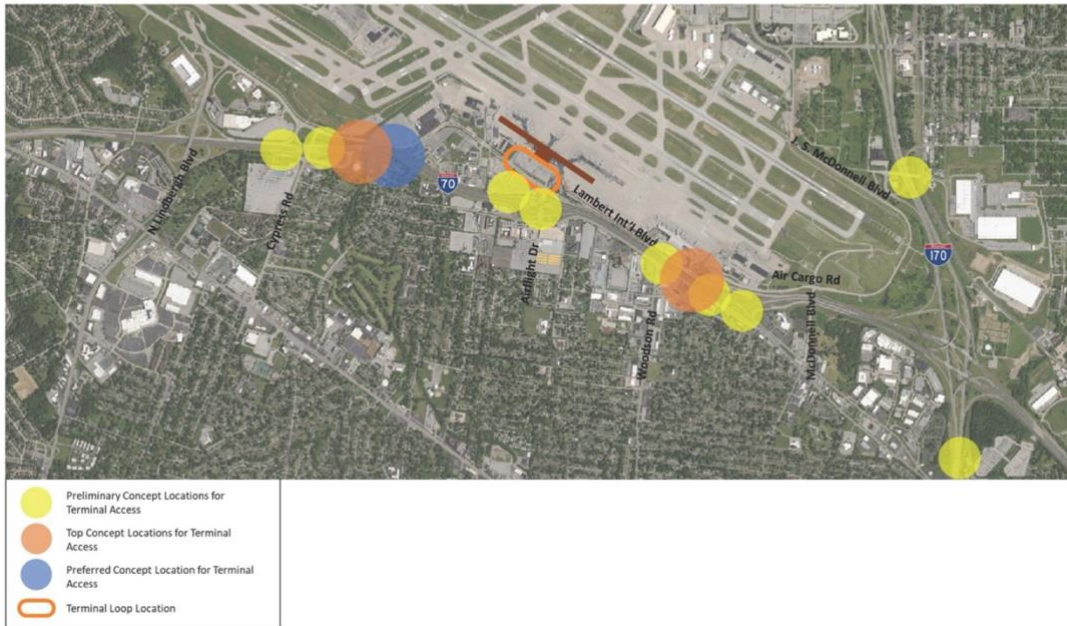 N Lindbergh Blvd
Cypress Rd
70
Airflight Dr
Lambert Int'l Blvd
Woodson Rd
J. S. McDonnell Blvd
170
Air Cargo Rd
McDonnell Blvd
Preliminary Concept Locations for
Terminal Access
Top Concept Locations for Terminal
Access
Preferred Concept Location for Terminal
Access
Terminal Loop Location